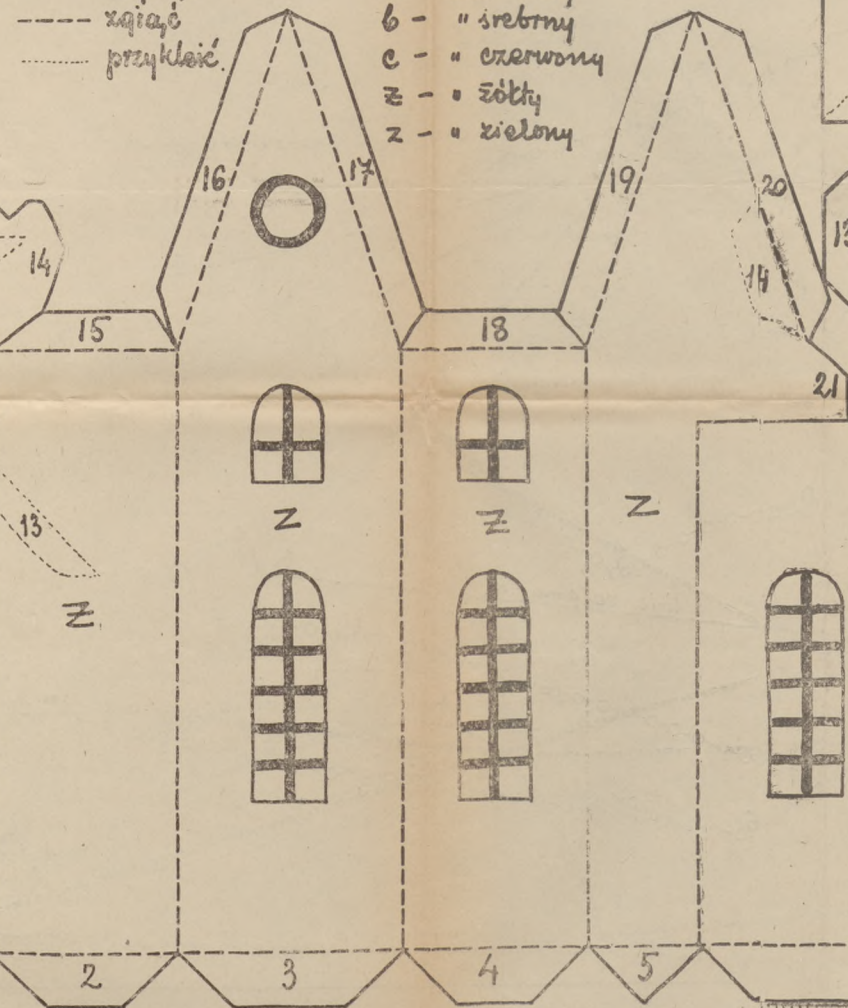 zgiąć
przykleić
b - " srebrny
c - " czerwony
ƶ - " żółty
z - " zielony
16
17
19
20
13
14
14
15
18
21
Z
Ƶ
Z
13
Ƶ
2
3
4
5